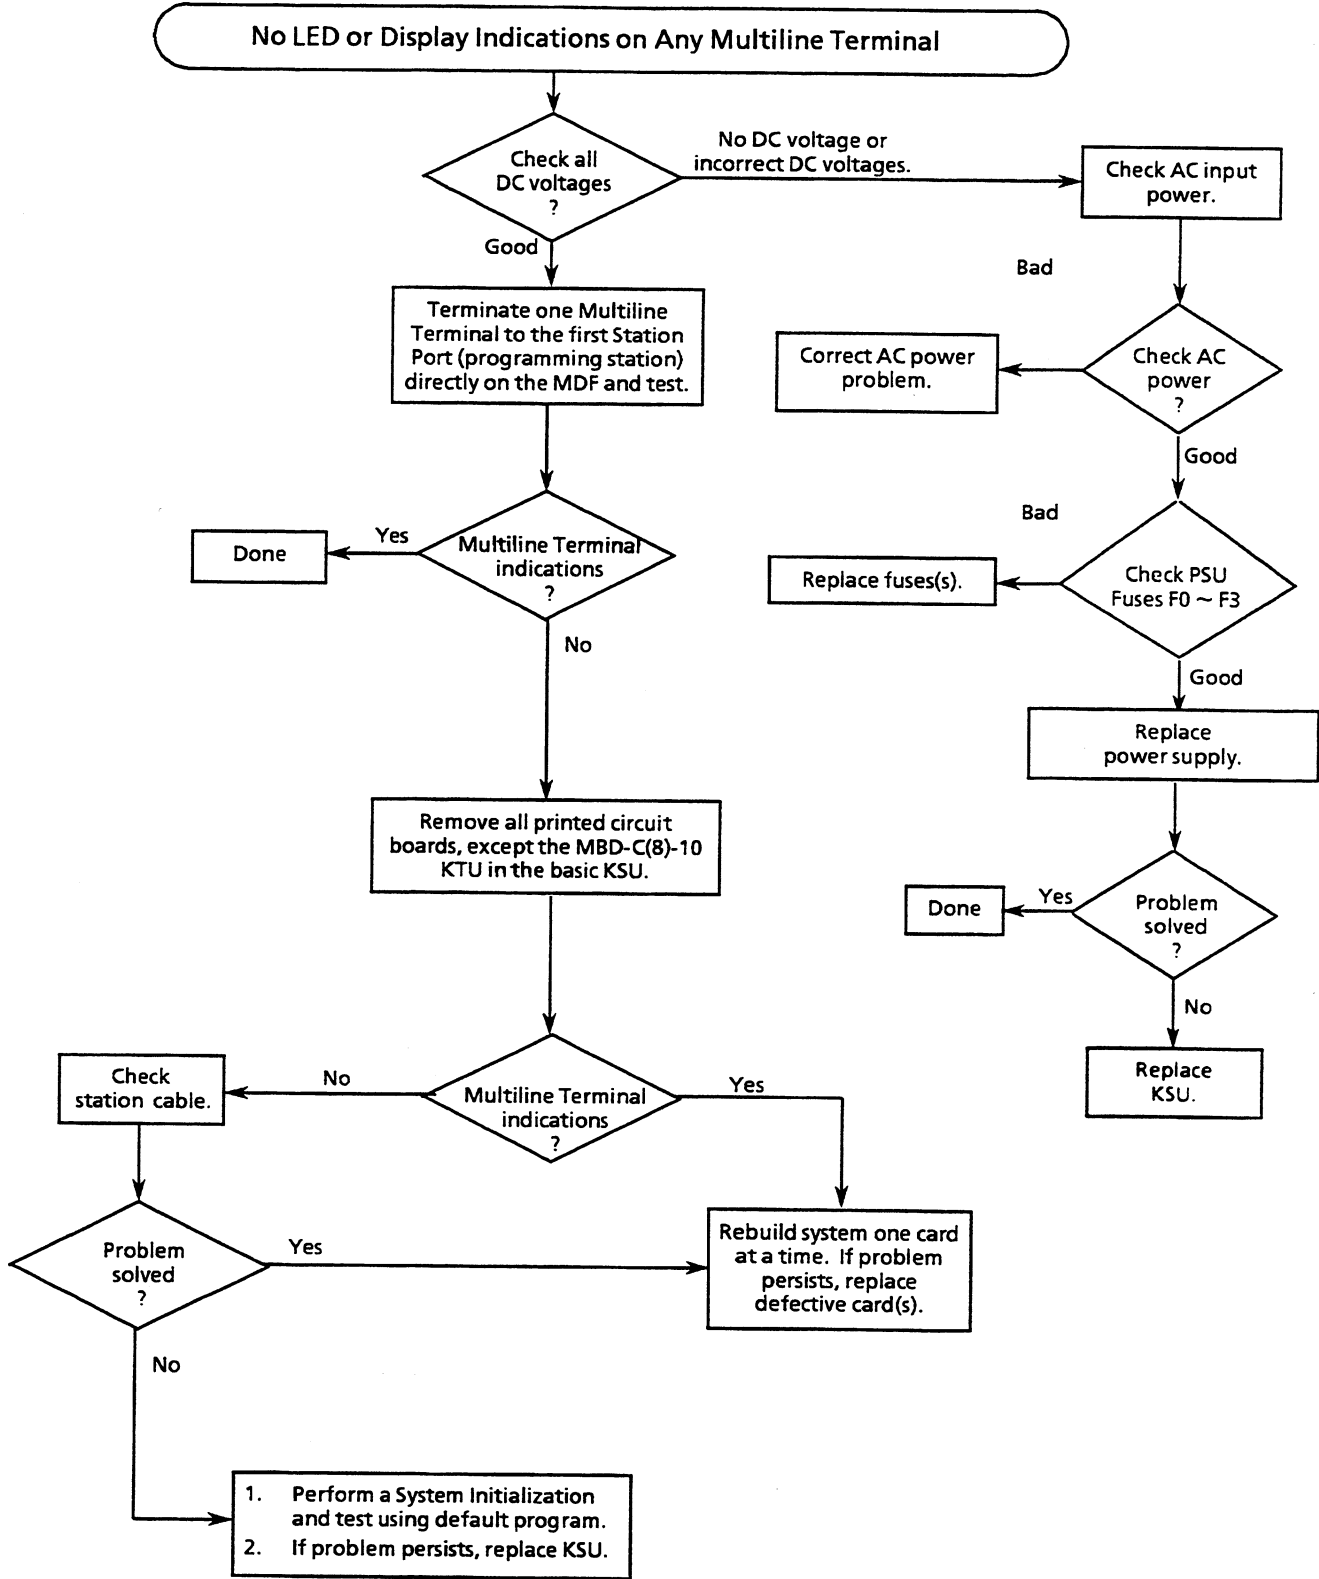 No LED or Display Indications on Any Multiline Terminal
Check all
DC voltages
?
No DC voltage or
incorrect DC voltages.
Check AC input
power.
Good
Bad
Terminate one Multiline
Terminal to the first Station
Port (programming station)
directly on the MDF and test.
Correct AC power
problem.
Check AC
power
?
Good
Bad
Yes
Done
Multiline Terminal
indications
?
Replace fuses(s).
Check PSU
Fuses F0 ~ F3
No
Good
Replace
power supply.
Remove all printed circuit
boards, except the MBD-C(8)-10
KTU in the basic KSU.
Done
Yes
Problem
solved
?
No
Check
station cable.
No
Multiline Terminal
indications
?
Yes
Replace
KSU.
Problem
solved
?
Yes
Rebuild system one card
at a time. If problem
persists, replace
defective card(s).
No
1. Perform a System Initialization
and test using default program.
2. If problem persists, replace KSU.